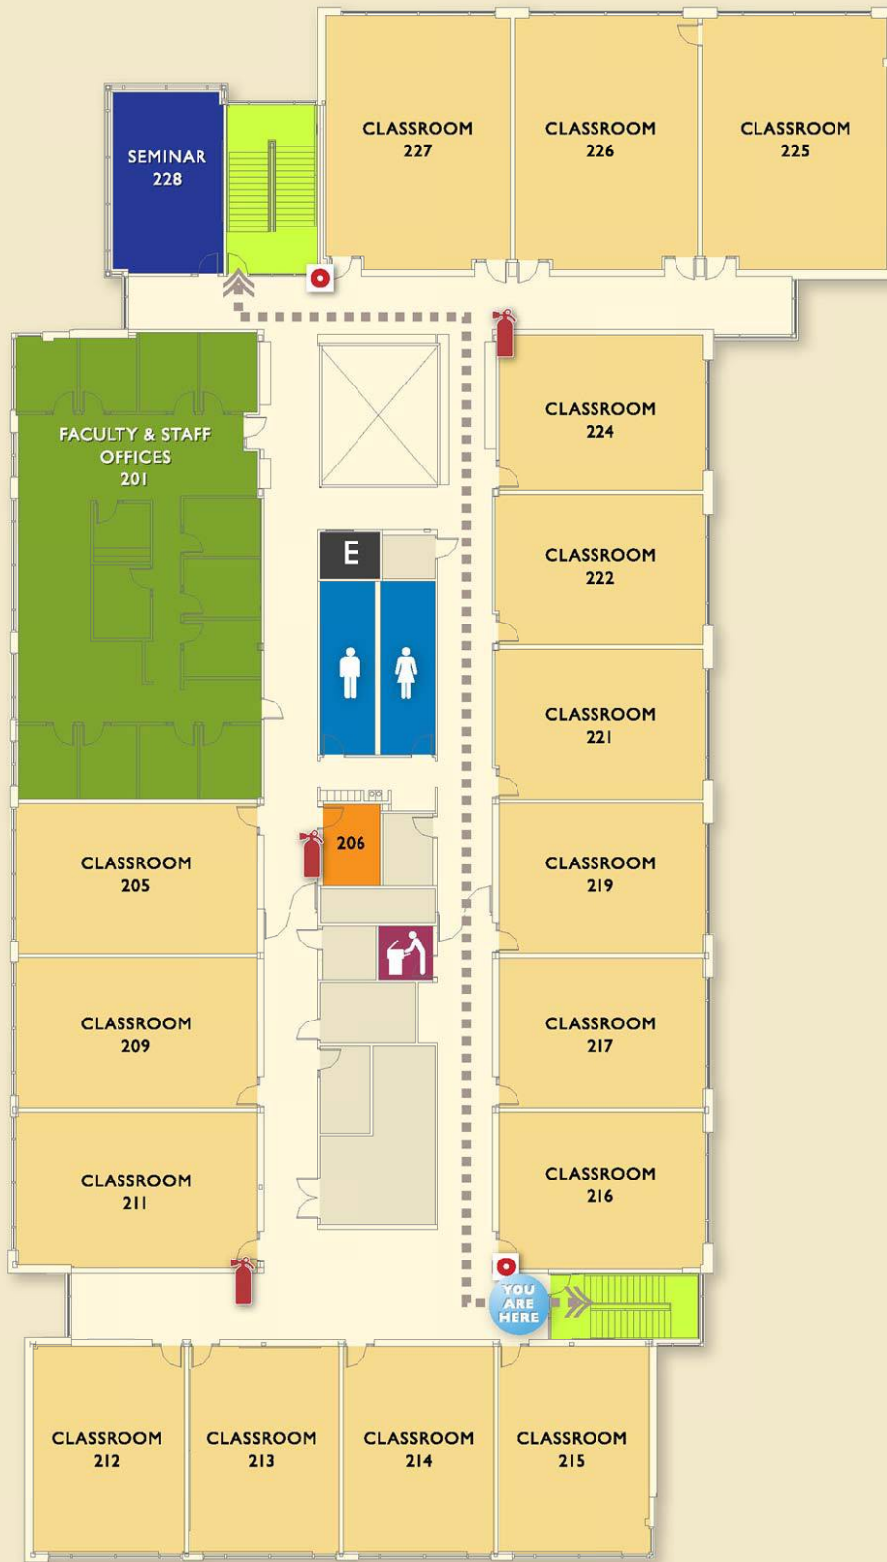 CLASSROOM
227
CLASSROOM
226
CLASSROOM
225
SEMINAR
228
FACULTY & STAFF
OFFICES
201
CLASSROOM
224
E
CLASSROOM
222
CLASSROOM
221
206
CLASSROOM
205
CLASSROOM
219
CLASSROOM
209
CLASSROOM
217
CLASSROOM
211
CLASSROOM
216
YOU
ARE
HERE
CLASSROOM
212
CLASSROOM
213
CLASSROOM
214
CLASSROOM
215